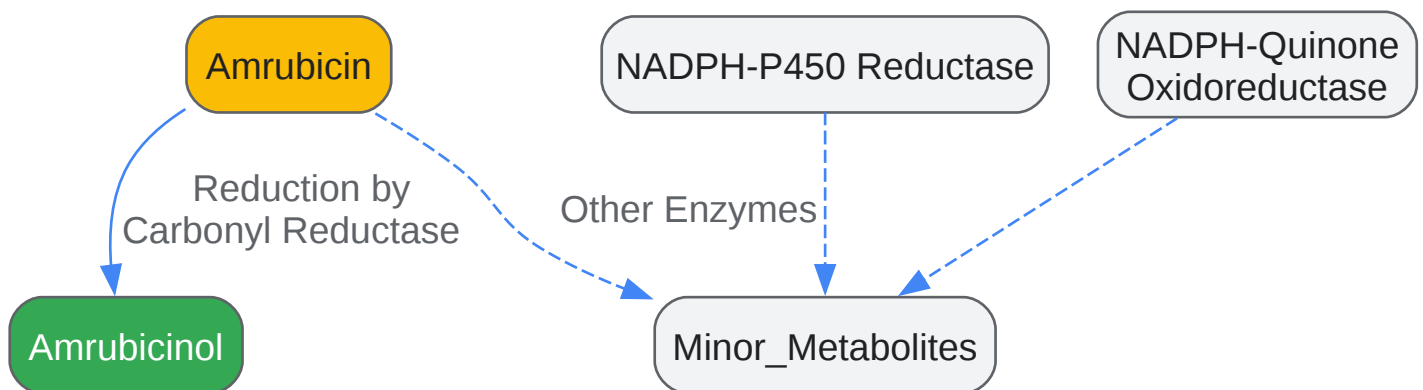 Amrubicin
NADPH-P450 Reductase
NADPH-Quinone
Oxidoreductase
Reduction by
Carbonyl Reductase
Other Enzymes
Amrubicinol
Minor_Metabolites